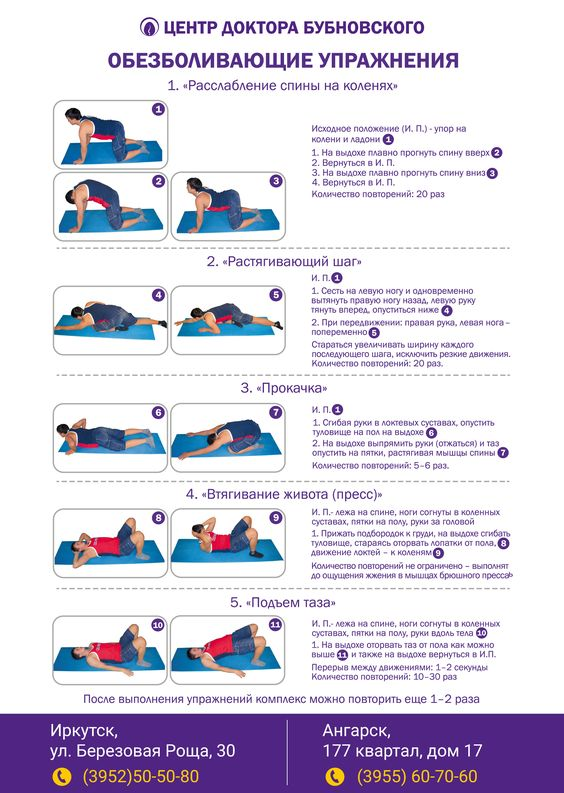 ЦЕНТР ДОКТОРА БУБНОВСКОГО
ОБЕЗБОЛИВАЮЩИЕ УПРАЖНЕНИЯ
1. «Расслабление спины на коленях»
1
2
3
Исходное положение (И. П.) - упор на
колени и ладони 1
1. На выдохе плавно прогнуть спину вверх 2
2. Вернуться в И. П.
3. На выдохе плавно прогнуть спину вниз 3
4. Вернуться в И. П.
Количество повторений: 20 раз
2. «Растягивающий шаг»
4
5
И. П. 1
1. Сесть на левую ногу и одновременно
вытянуть правую ногу назад, левую руку
тянуть вперед, опуститься ниже 4
2. При передвижении: правая рука, левая нога –
попеременно 5
Стараться увеличивать ширину каждого
последующего шага, исключить резкие движения.
Количество повторений: 20 раз.
3. «Прокачка»
6
7
И. П. 1
1. Сгибая руки в локтевых суставах, опустить
туловище на пол на выдохе 6
2. На выдохе выпрямить руки (отжаться) и таз
опустить на пятки, растягивая мышцы спины 7
Количество повторений: 5–6 раз.
4. «Втягивание живота (пресс)»
8
9
И. П.- лежа на спине, ноги согнуты в коленных
суставах, пятки на полу, руки за головой
1. Прижать подбородок к груди, на выдохе сгибать
туловище, стараясь оторвать лопатки от пола, 8
движение локтей – к коленям 9
Количество повторений не ограничено – выполнят
до ощущения жжения в мышцах брюшного пресса
5. «Подъем таза»
10
11
И. П.- лежа на спине, ноги согнуты в коленных
суставах, пятки на полу, руки вдоль тела 10
1. На выдохе оторвать таз от пола как можно
выше 11 и также на выдохе вернуться в И.П.
Перерыв между движениями: 1–2 секунды
Количество повторений: 10–30 раз
После выполнения упражнений комплекс можно повторить еще 1–2 раза
Иркутск,
ул. Березовая Роща, 30
(3952)50-50-80
Ангарск,
177 квартал, дом 17
(3955) 60-70-60